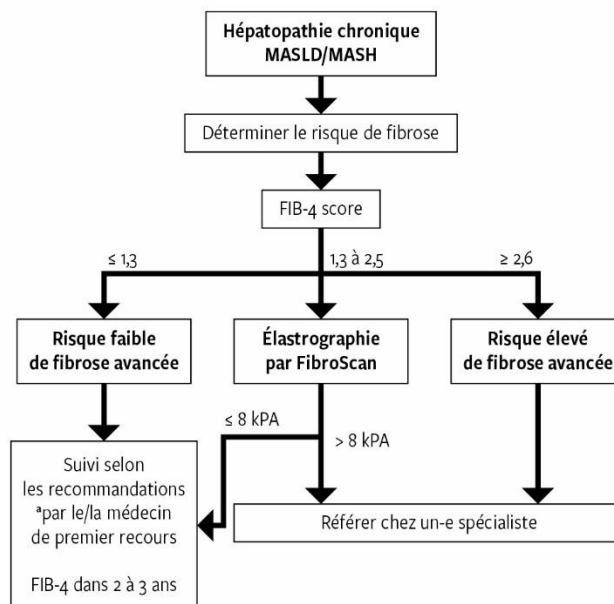 Hépatopathie chronique
MASLD/MASH
Déterminer le risque de fibrose
FIB-4 score
≤ 1,3
1,3 à 2,5
≥ 2,6
Risque faible
de fibrose avancée
Élastrographie
par FibroScan
Risque élevé
de fibrose avancée
≤ 8 kPA
> 8 kPA
Suivi selon
les recommandations
ᵃpar le/la médecin
de premier recours
FIB-4 dans 2 à 3 ans
Référer chez un-e spécialiste